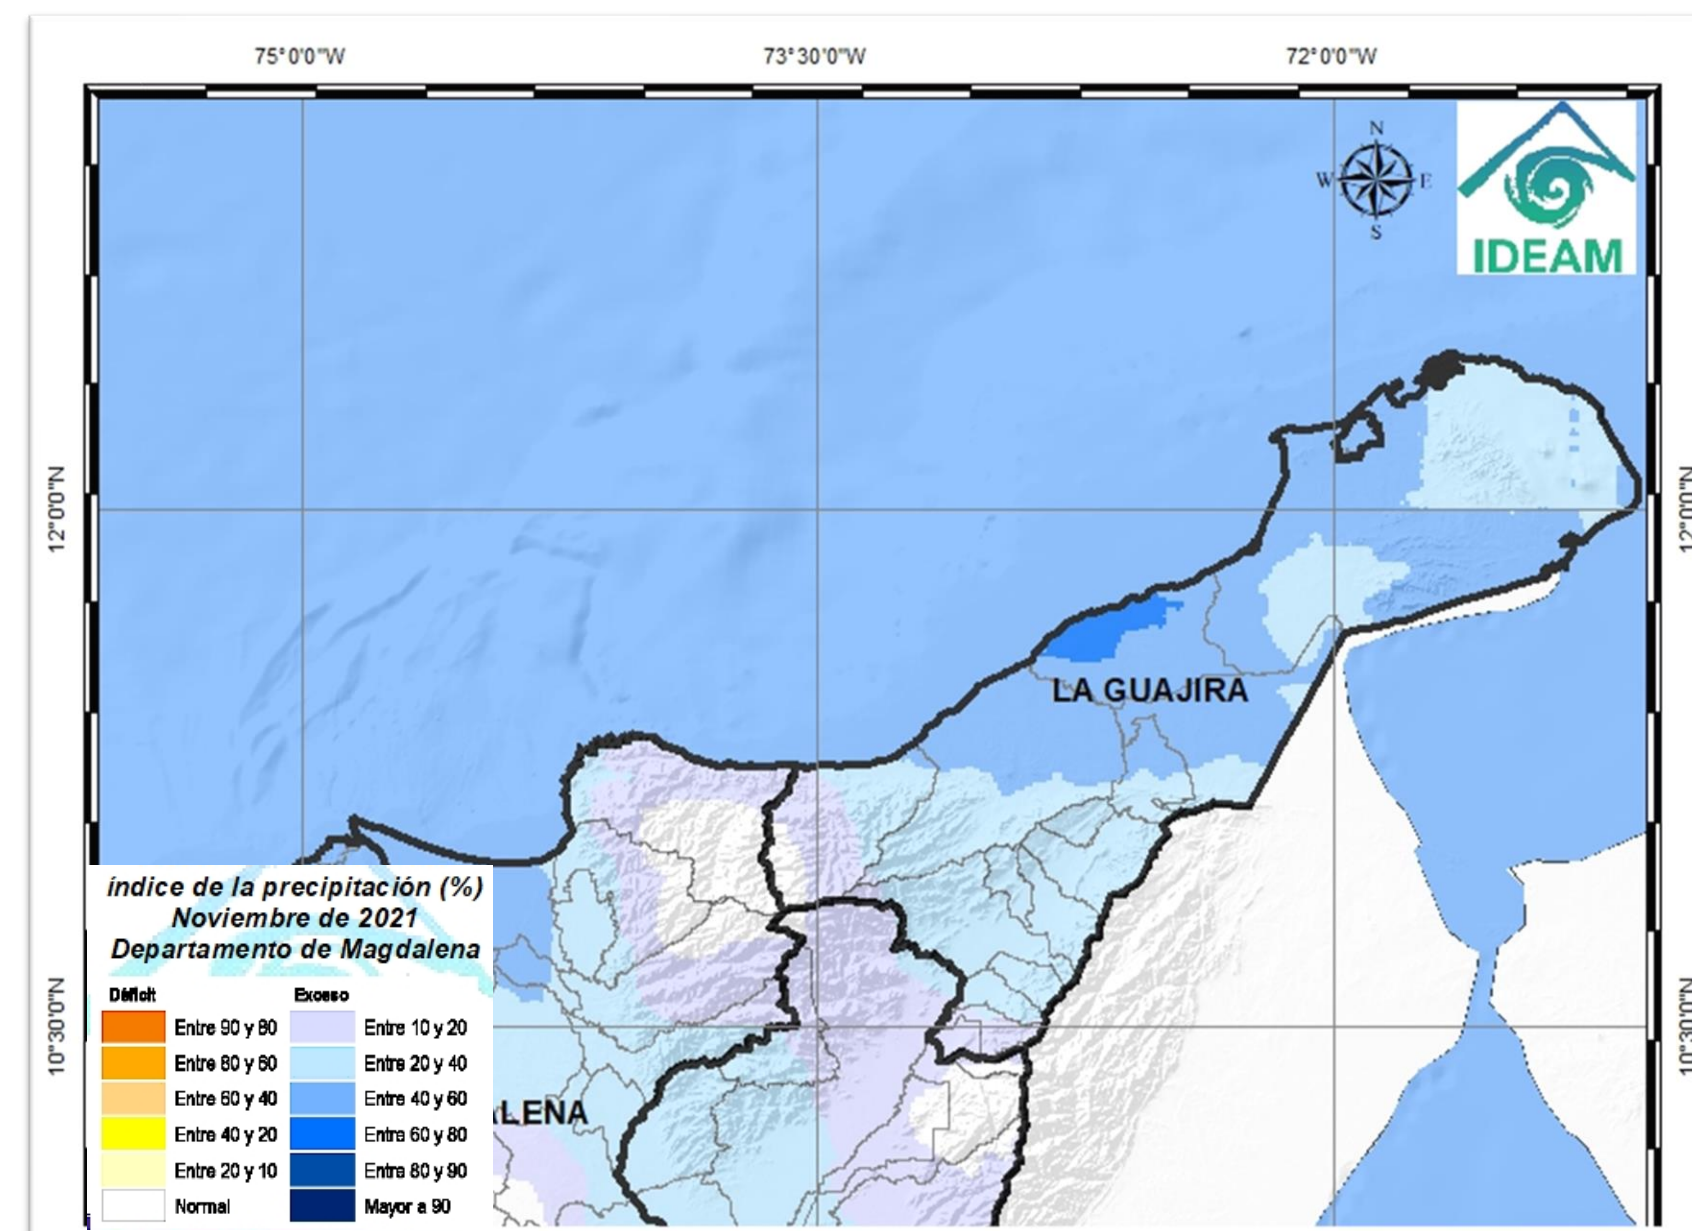 75°0'0"W 73°30'0"W 72°0'0"W
N
W E
S
IDEAM
12°0'0"N 12°0'0"N
LA GUAJIRA
índice de la precipitación (%)
Noviembre de 2021
Departamento de Magdalena
10°30'0"N 10°30'0"N
Déficit Exceso
Entre 90 y 80 Entre 10 y 20
Entre 80 y 60 Entre 20 y 40
Entre 60 y 40 Entre 40 y 60
ALENA
Entre 40 y 20 Entre 60 y 80
Entre 20 y 10 Entre 80 y 90
Normal Mayor a 90